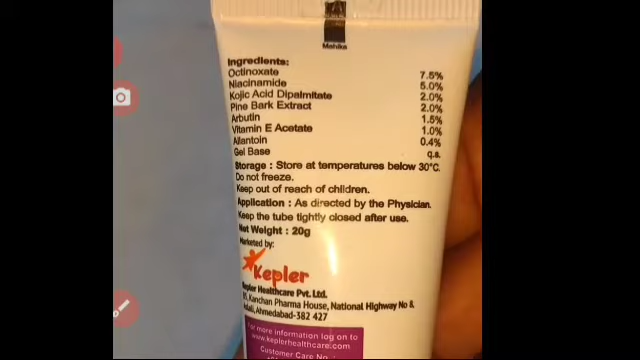 Mahika
Ingredients:
Octinoxate 7.5%
Niacinamide 5.0%
Kojic Acid Dipalmitate 2.0%
Pine Bark Extract 2.0%
Arbutin 1.5%
Vitamin E Acetate 1.0%
Allantoin 0.4%
Gel Base q.s.
Storage : Store at temperatures below 30°C.
Do not freeze.
Keep out of reach of children.
Application : As directed by the Physician.
Keep the tube tightly closed after use.
Net Weight : 20g
Marketed by:
Kepler
Kepler Healthcare Pvt. Ltd.
Kanchan Pharma House, National Highway No 8,
Ahmedabad-382 427
For more information log on to
www.keplerhealthcare.com
Customer Care No